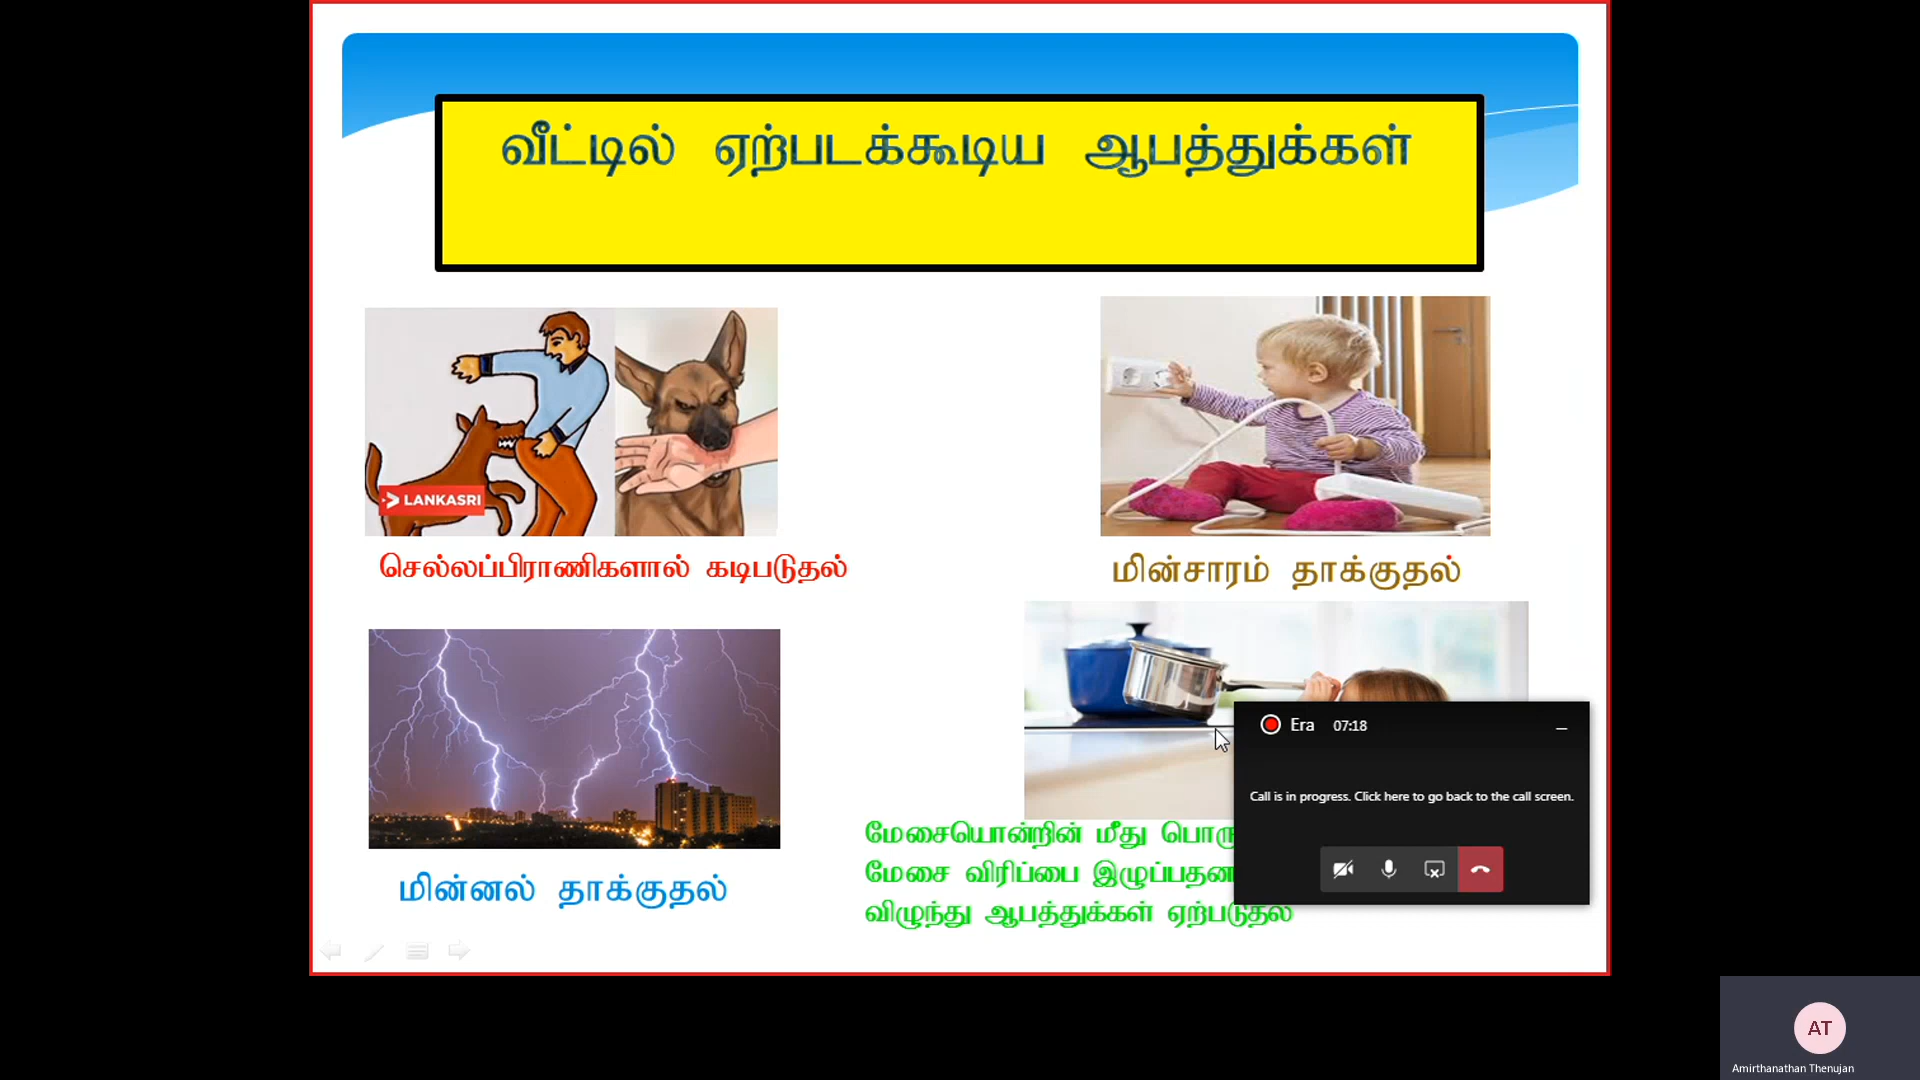 வீட்டில் ஏற்படக்கூடிய ஆபத்துக்கள்
LANKASRI
செல்லப்பிராணிகளால் கடிபடுதல்
மின்சாரம் தாக்குதல்
மின்னல் தாக்குதல்
மேசையொன்றின் மீது
மேசை விரிப்பை
விழுந்து ஆபத்துக்கள் ஏற்படுதல்
Era 07:18
Call is in progress. Click here to go back to the call screen.
AT
Amirthanathan Thenujan